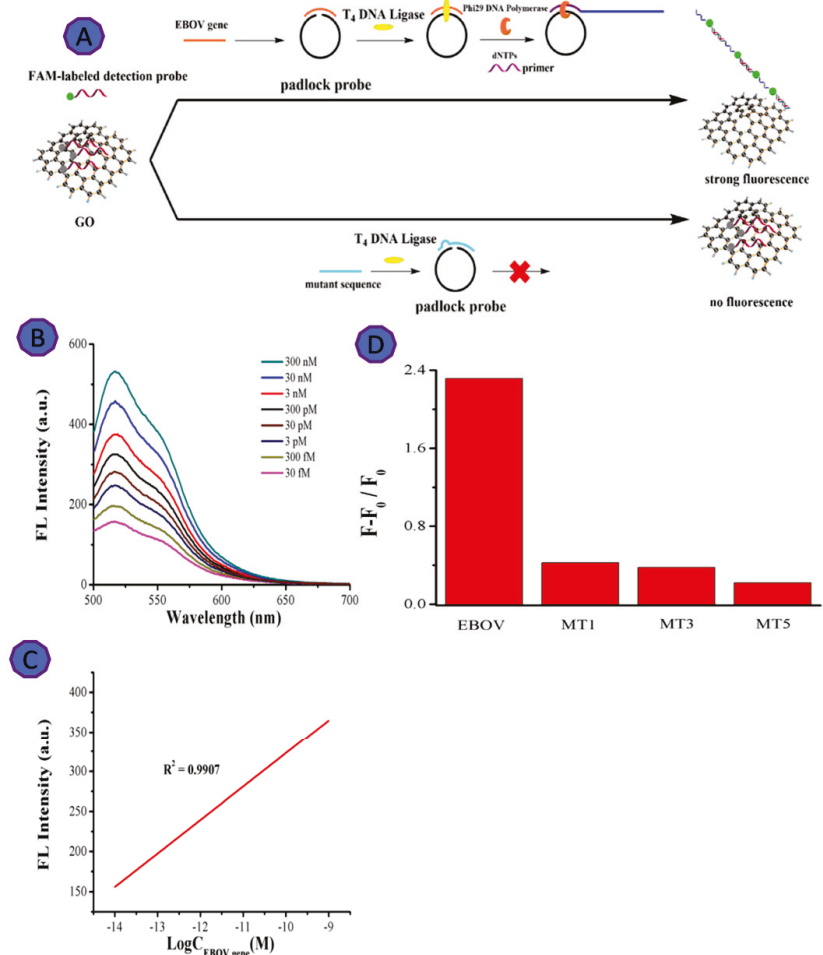 A
EBOV gene
T4 DNA Ligase
Phi29 DNA Polymerase
dNTPs
primer
padlock probe
FAM-labeled detection probe
GO
strong fluorescence
T4 DNA Ligase
mutant sequence
padlock probe
no fluorescence
B
600
400
200
0
FL Intensity (a.u.)
300 nM
30 nM
3 nM
300 pM
30 pM
3 pM
300 fM
30 fM
500 550 600 650 700
Wavelength (nm)
D
2.4
1.6
0.8
0.0
F-F0 / F0
EBOV MT1 MT3 MT5
C
400
350
300
250
200
150
FL Intensity (a.u.)
R² = 0.9907
-14 -13 -12 -11 -10 -9
LogC EBOV gene (M)